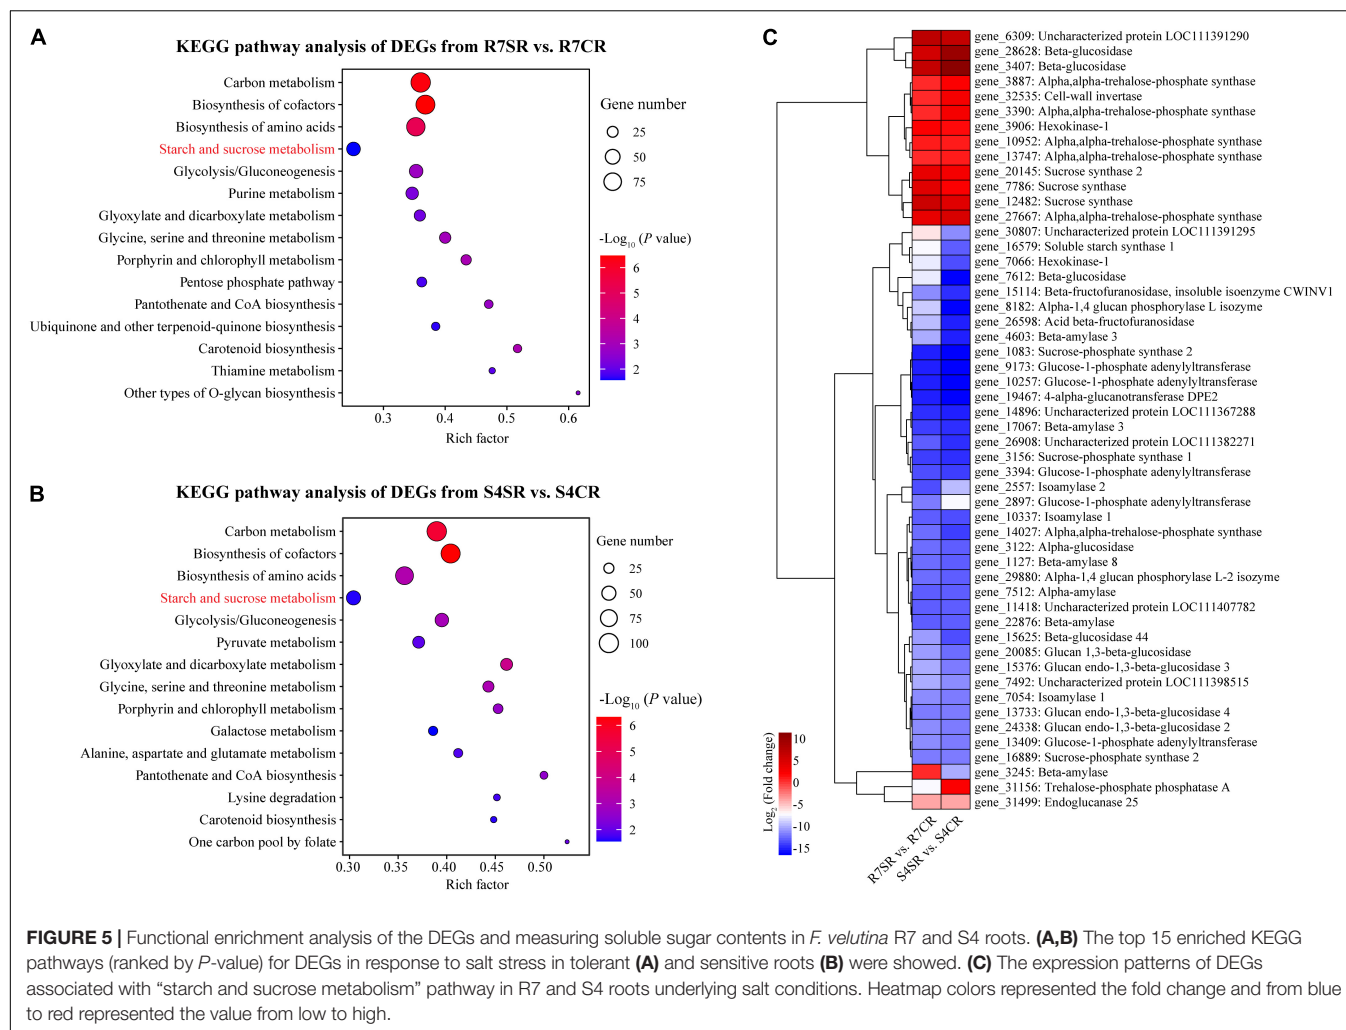 A
KEGG pathway analysis of DEGs from R7SR vs. R7CR
Carbon metabolism
Biosynthesis of cofactors
Biosynthesis of amino acids
Starch and sucrose metabolism
Glycolysis/Gluconeogenesis
Purine metabolism
Glyoxylate and dicarboxylate metabolism
Glycine, serine and threonine metabolism
Porphyrin and chlorophyll metabolism
Pentose phosphate pathway
Pantothenate and CoA biosynthesis
Ubiquinone and other terpenoid-quinone biosynthesis
Carotenoid biosynthesis
Thiamine metabolism
Other types of O-glycan biosynthesis
0.3 0.4 0.5 0.6
Rich factor
Gene number
25
50
75
-Log10 (P value)
6
5
4
3
2
B
KEGG pathway analysis of DEGs from S4SR vs. S4CR
Carbon metabolism
Biosynthesis of cofactors
Biosynthesis of amino acids
Starch and sucrose metabolism
Glycolysis/Gluconeogenesis
Pyruvate metabolism
Glyoxylate and dicarboxylate metabolism
Glycine, serine and threonine metabolism
Porphyrin and chlorophyll metabolism
Galactose metabolism
Alanine, aspartate and glutamate metabolism
Pantothenate and CoA biosynthesis
Lysine degradation
Carotenoid biosynthesis
One carbon pool by folate
0.30 0.35 0.40 0.45 0.50
Rich factor
Gene number
25
50
75
100
-Log10 (P value)
6
5
4
3
2
C
gene_6309: Uncharacterized protein LOC111391290
gene_28628: Beta-glucosidase
gene_3407: Beta-glucosidase
gene_3887: Alpha,alpha-trehalose-phosphate synthase
gene_32535: Cell-wall invertase
gene_3390: Alpha,alpha-trehalose-phosphate synthase
gene_3906: Hexokinase-1
gene_10952: Alpha,alpha-trehalose-phosphate synthase
gene_13747: Alpha,alpha-trehalose-phosphate synthase
gene_20145: Sucrose synthase 2
gene_7786: Sucrose synthase
gene_12482: Sucrose synthase
gene_27667: Alpha,alpha-trehalose-phosphate synthase
gene_30807: Uncharacterized protein LOC111391295
gene_16579: Soluble starch synthase 1
gene_7066: Hexokinase-1
gene_7612: Beta-glucosidase
gene_15114: Beta-fructofuranosidase, insoluble isoenzyme CWINV1
gene_8182: Alpha-1,4 glucan phosphorylase L isozyme
gene_26598: Acid beta-fructofuranosidase
gene_4603: Beta-amylase 3
gene_1083: Sucrose-phosphate synthase 2
gene_9173: Glucose-1-phosphate adenylyltransferase
gene_10257: Glucose-1-phosphate adenylyltransferase
gene_19467: 4-alpha-glucanotransferase DPE2
gene_14896: Uncharacterized protein LOC111367288
gene_17067: Beta-amylase 3
gene_26908: Uncharacterized protein LOC111382271
gene_3156: Sucrose-phosphate synthase 1
gene_3394: Glucose-1-phosphate adenylyltransferase
gene_2557: Isoamylase 2
gene_2897: Glucose-1-phosphate adenylyltransferase
gene_10337: Isoamylase 1
gene_14027: Alpha,alpha-trehalose-phosphate synthase
gene_3122: Alpha-glucosidase
gene_1127: Beta-amylase 8
gene_29880: Alpha-1,4 glucan phosphorylase L-2 isozyme
gene_7512: Alpha-amylase
gene_11418: Uncharacterized protein LOC111407782
gene_22876: Beta-amylase
gene_15625: Beta-glucosidase 44
gene_20085: Glucan 1,3-beta-glucosidase
gene_15376: Glucan endo-1,3-beta-glucosidase 3
gene_7492: Uncharacterized protein LOC111398515
gene_7054: Isoamylase 1
gene_13733: Glucan endo-1,3-beta-glucosidase 4
gene_24338: Glucan endo-1,3-beta-glucosidase 2
gene_13409: Glucose-1-phosphate adenylyltransferase
gene_16889: Sucrose-phosphate synthase 2
gene_3245: Beta-amylase
gene_31156: Trehalose-phosphate phosphatase A
gene_31499: Endoglucanase 25
Log2 (Fold change)
10
5
0
-5
-10
-15
R7SR vs. R7CR
S4SR vs. S4CR
FIGURE 5 | Functional enrichment analysis of the DEGs and measuring soluble sugar contents in F. velutina R7 and S4 roots. (A,B) The top 15 enriched KEGG
pathways (ranked by P-value) for DEGs in response to salt stress in tolerant (A) and sensitive roots (B) were showed. (C) The expression patterns of DEGs
associated with “starch and sucrose metabolism” pathway in R7 and S4 roots underlying salt conditions. Heatmap colors represented the fold change and from blue
to red represented the value from low to high.